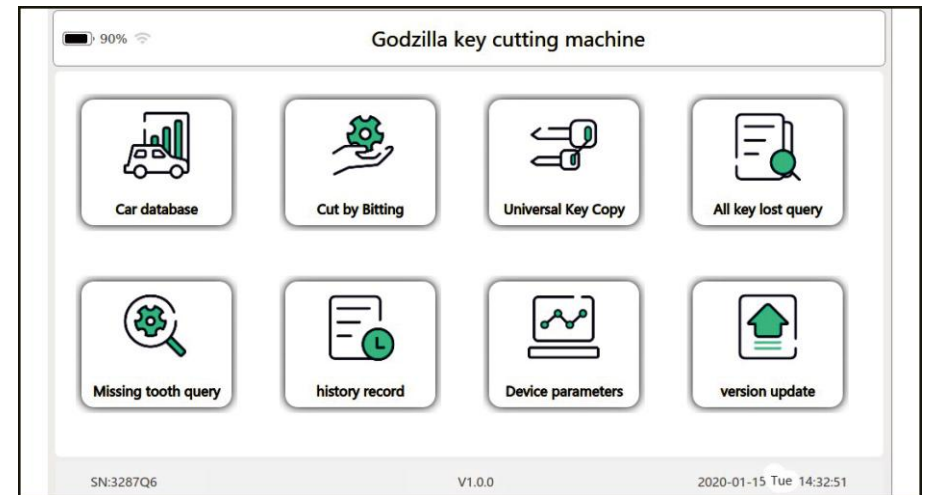 90%
Godzilla key cutting machine
Car database
Cut by Bitting
Universal Key Copy
All key lost query
Missing tooth query
history record
Device parameters
version update
SN:3287Q6
V1.0.0
2020-01-15 Tue 14:32:51